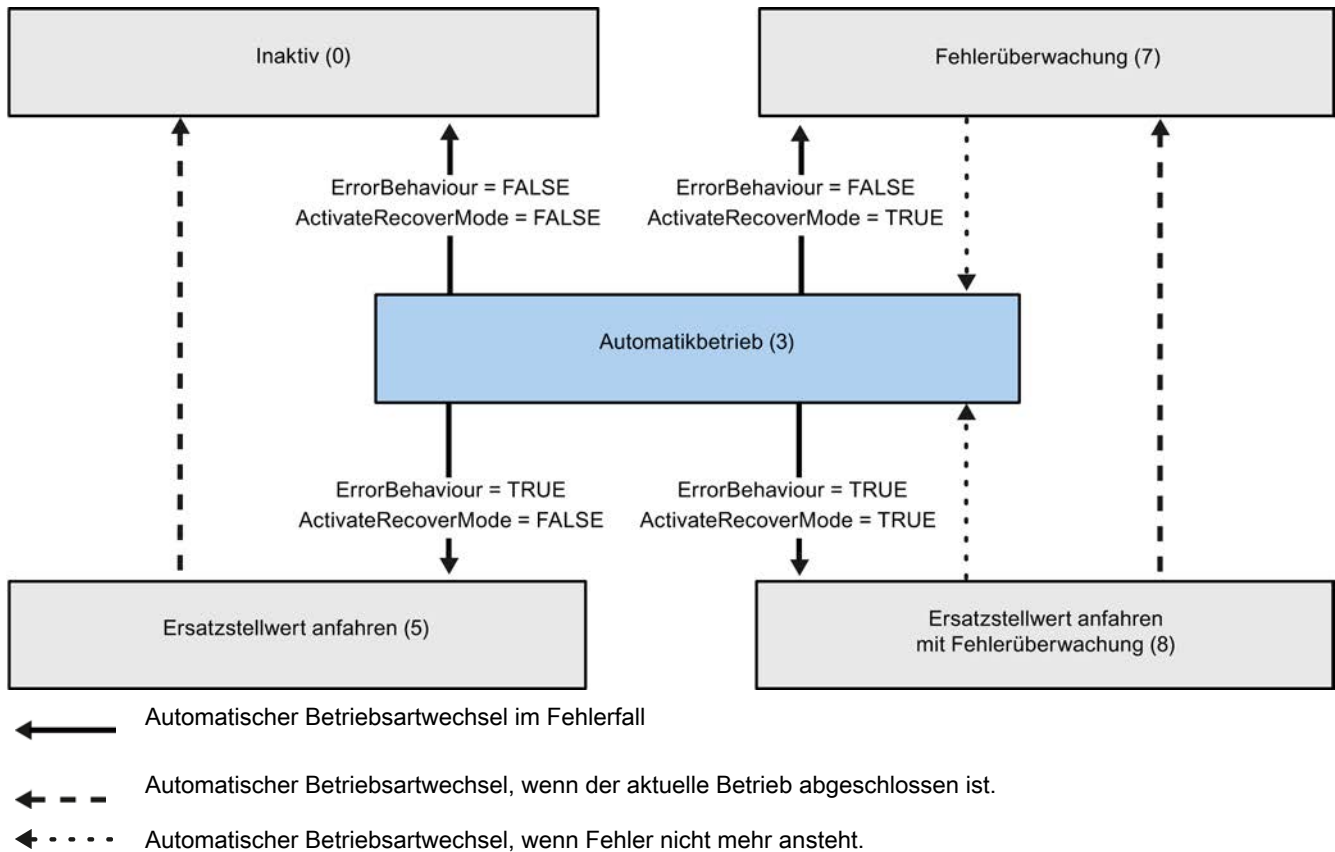 Inaktiv (0)
Fehlerüberwachung (7)
ErrorBehaviour = FALSE
ActivateRecoverMode = FALSE
ErrorBehaviour = FALSE
ActivateRecoverMode = TRUE
Automatikbetrieb (3)
ErrorBehaviour = TRUE
ActivateRecoverMode = FALSE
ErrorBehaviour = TRUE
ActivateRecoverMode = TRUE
Ersatzstellwert anfahren (5)
Ersatzstellwert anfahren
mit Fehlerüberwachung (8)
Automatischer Betriebsartwechsel im Fehlerfall
Automatischer Betriebsartwechsel, wenn der aktuelle Betrieb abgeschlossen ist.
Automatischer Betriebsartwechsel, wenn Fehler nicht mehr ansteht.